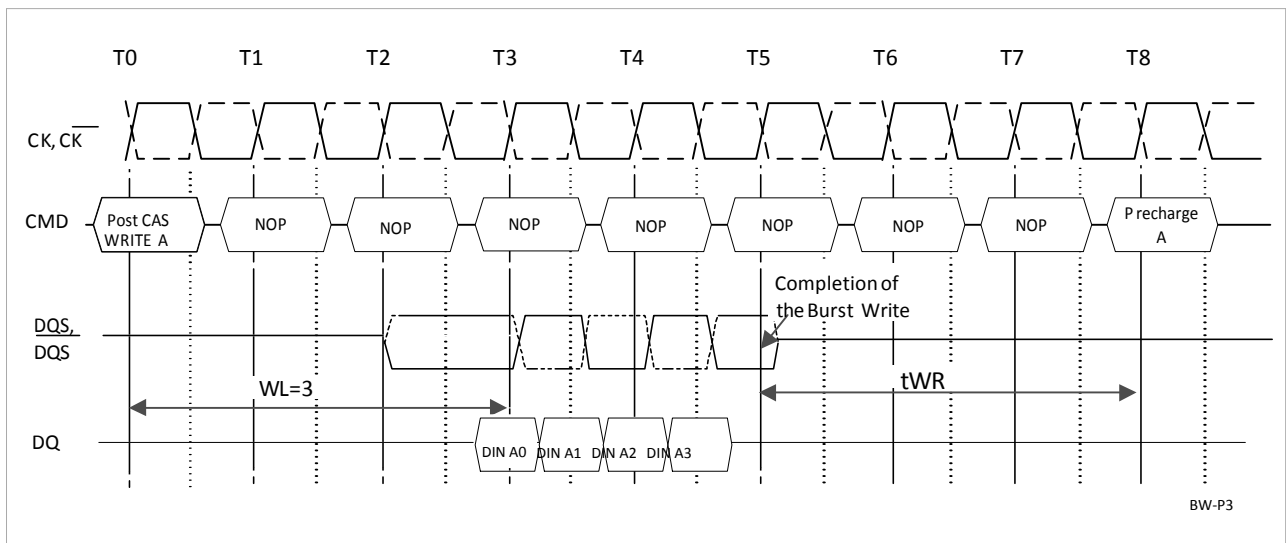 T0 T1 T2 T3 T4 T5 T6 T7 T8
CK, CK
CMD
Post CAS
WRITE A
NOP NOP NOP NOP NOP NOP NOP
P recharge
A
Completion of
the Burst Write
DQS,
DQS
WL=3
tWR
DQ
DIN A0 DIN A1 DIN A2 DIN A3
BW-P3